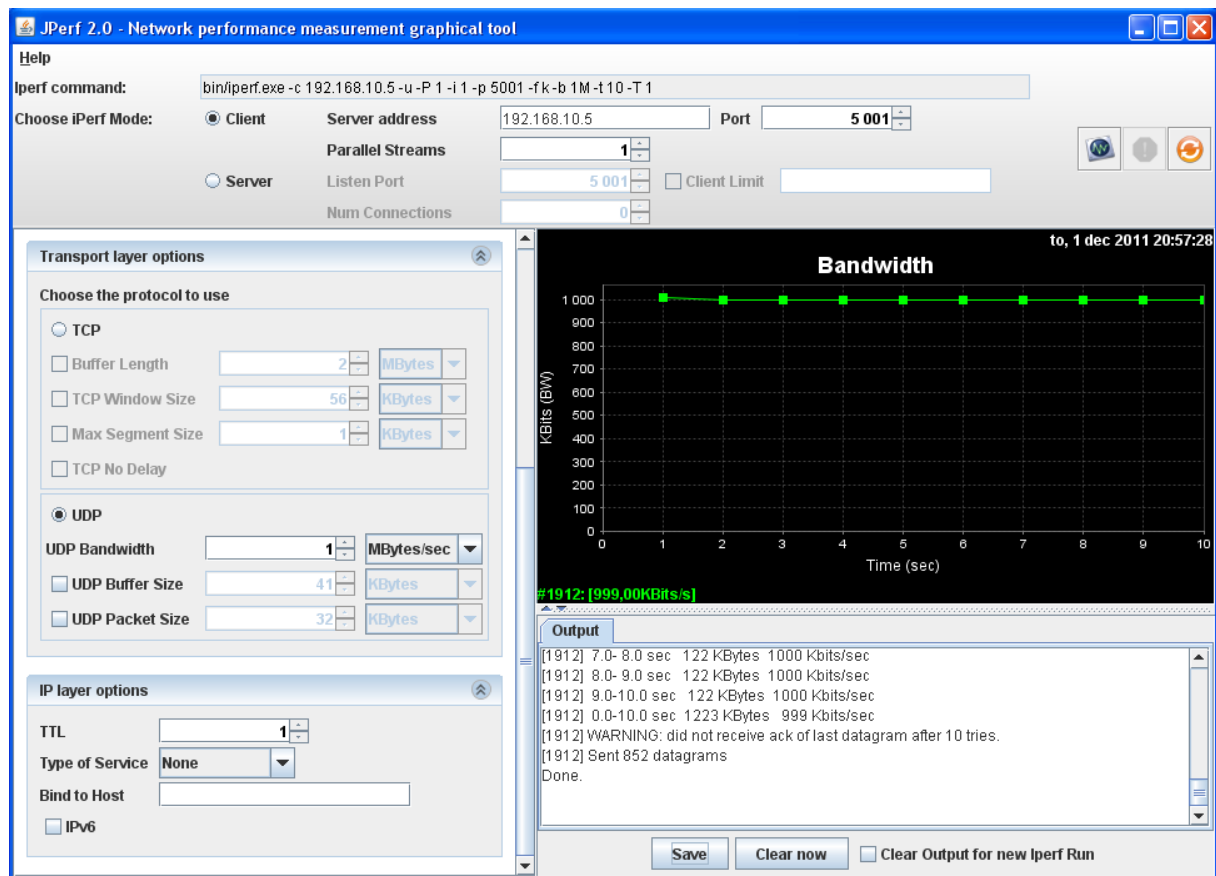 JPerf 2.0 - Network performance measurement graphical tool
Help
Iperf command: bin/iperf.exe -c 192.168.10.5 -u -P 1 -i 1 -p 5001 -f k -b 1M -t 10 -T 1
Choose iPerf Mode: Client Server address 192.168.10.5 Port 5 001
Parallel Streams 1
Server Listen Port 5 001 Client Limit
Num Connections 0
Transport layer options
Choose the protocol to use
TCP
Buffer Length 2 MBytes
TCP Window Size 56 KBytes
Max Segment Size 1 KBytes
TCP No Delay
UDP
UDP Bandwidth 1 MBytes/sec
UDP Buffer Size 41 KBytes
UDP Packet Size 32 KBytes
IP layer options
TTL 1
Type of Service None
Bind to Host
IPv6
to, 1 dec 2011 20:57:28
Bandwidth
KBits (BW)
1 000
900
800
700
600
500
400
300
200
100
0
0 1 2 3 4 5 6 7 8 9 10
Time (sec)
#1912: [999,00KBits/s]
Output
[1912] 7.0- 8.0 sec 122 KBytes 1000 Kbits/sec
[1912] 8.0- 9.0 sec 122 KBytes 1000 Kbits/sec
[1912] 9.0-10.0 sec 122 KBytes 1000 Kbits/sec
[1912] 0.0-10.0 sec 1223 KBytes 999 Kbits/sec
[1912] WARNING: did not receive ack of last datagram after 10 tries.
[1912] Sent 852 datagrams
Done.
Save Clear now Clear Output for new Iperf Run